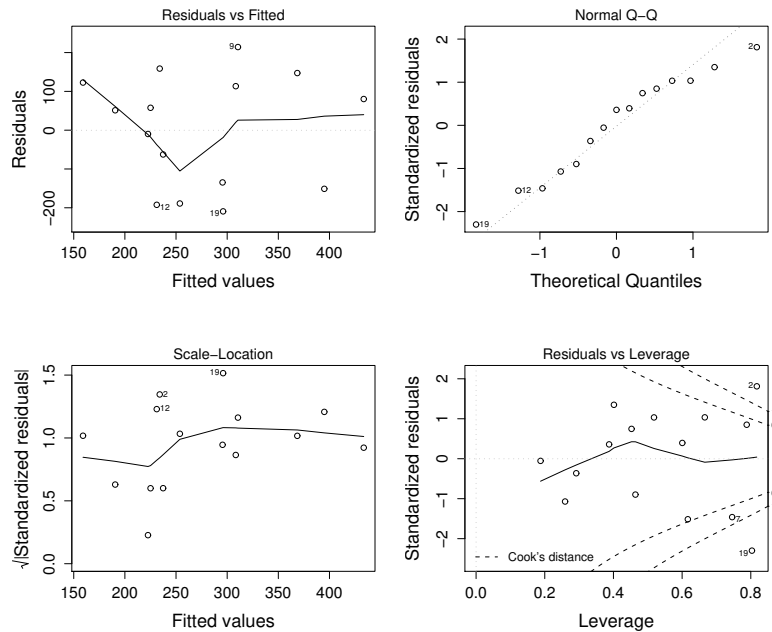 Residuals vs Fitted
Residuals
100
0
−200
150 200 250 300 350 400
Fitted values
9
12
19
Normal Q−Q
Standardized residuals
2
1
0
−1
−2
−1 0 1
Theoretical Quantiles
2
12
19
Scale−Location
√|Standardized residuals|
1.5
1.0
0.5
0.0
150 200 250 300 350 400
Fitted values
19
2
12
Residuals vs Leverage
Standardized residuals
2
1
0
−1
−2
0.0 0.2 0.4 0.6 0.8
Leverage
2
7
19
Cook's distance